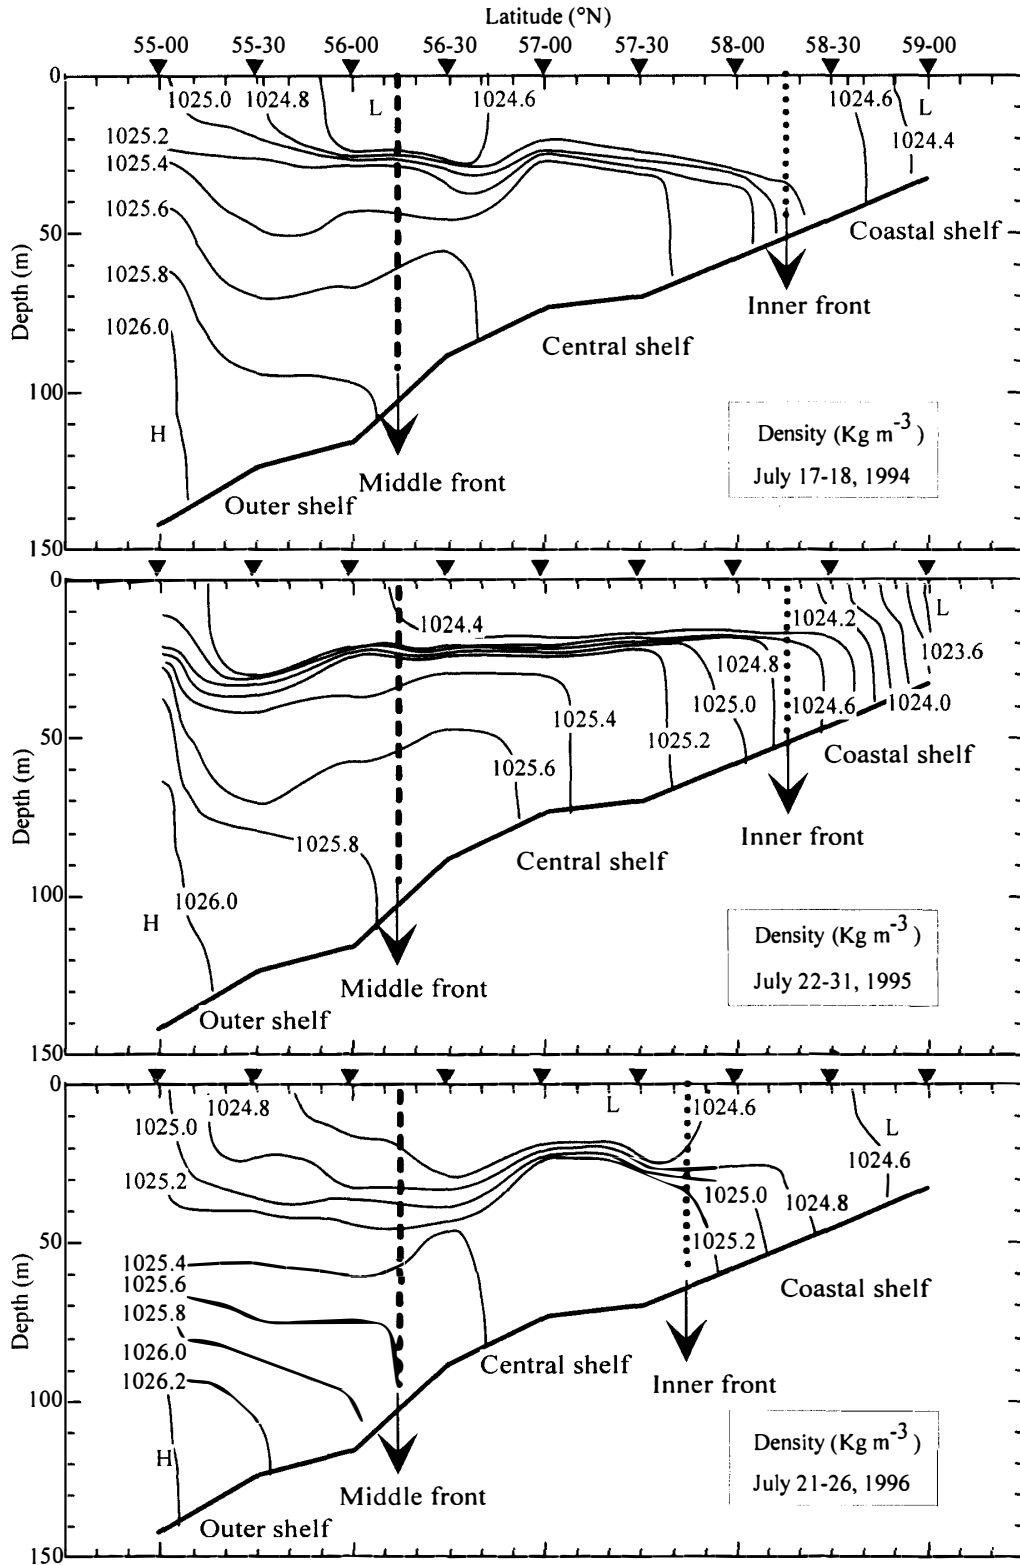 Latitude (°N)
55-00 55-30 56-00 56-30 57-00 57-30 58-00 58-30 59-00
0
1025.0 1024.8 L 1024.6 1024.6 L
1025.2 1024.4
1025.4
1025.6
50 Coastal shelf
1025.8
Inner front
1026.0
Central shelf
Depth (m)
100
H Density (Kg m-3)
July 17-18, 1994
Middle front
Outer shelf
150
0
L
1024.4 1024.2
1023.6
1024.8
1025.0 1024.6 1024.0
1025.4
1025.2
50 Coastal shelf
1025.6
Inner front
1025.8
Central shelf
Depth (m)
100
1026.0
H
Density (Kg m-3)
July 22-31, 1995
Middle front
Outer shelf
150
0
1024.8 L 1024.6
1025.0 L
1024.6
1025.2
1025.0 1024.8
1025.2
50
1025.4
1025.6 Coastal shelf
1025.8
1026.0
Central shelf
1026.2 Inner front
Depth (m)
100
H
Density (Kg m-3)
July 21-26, 1996
Middle front
Outer shelf
150